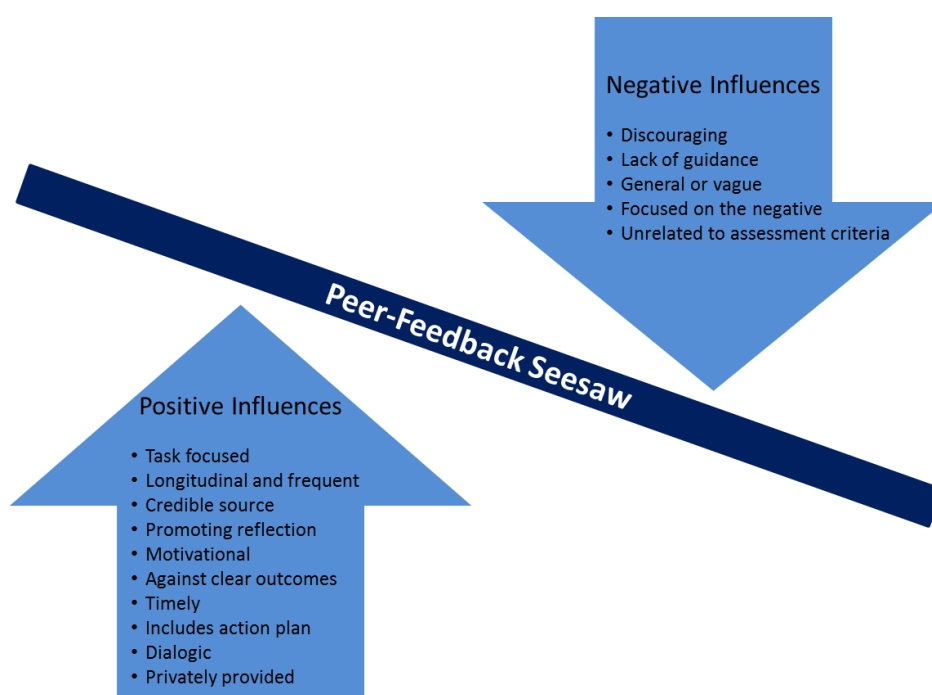 Negative Influences
• Discouraging
• Lack of guidance
• General or vague
• Focused on the negative
• Unrelated to assessment criteria
Peer-Feedback Seesaw
Positive Influences
• Task focused
• Longitudinal and frequent
• Credible source
• Promoting reflection
• Motivational
• Against clear outcomes
• Timely
• Includes action plan
• Dialogic
• Privately provided